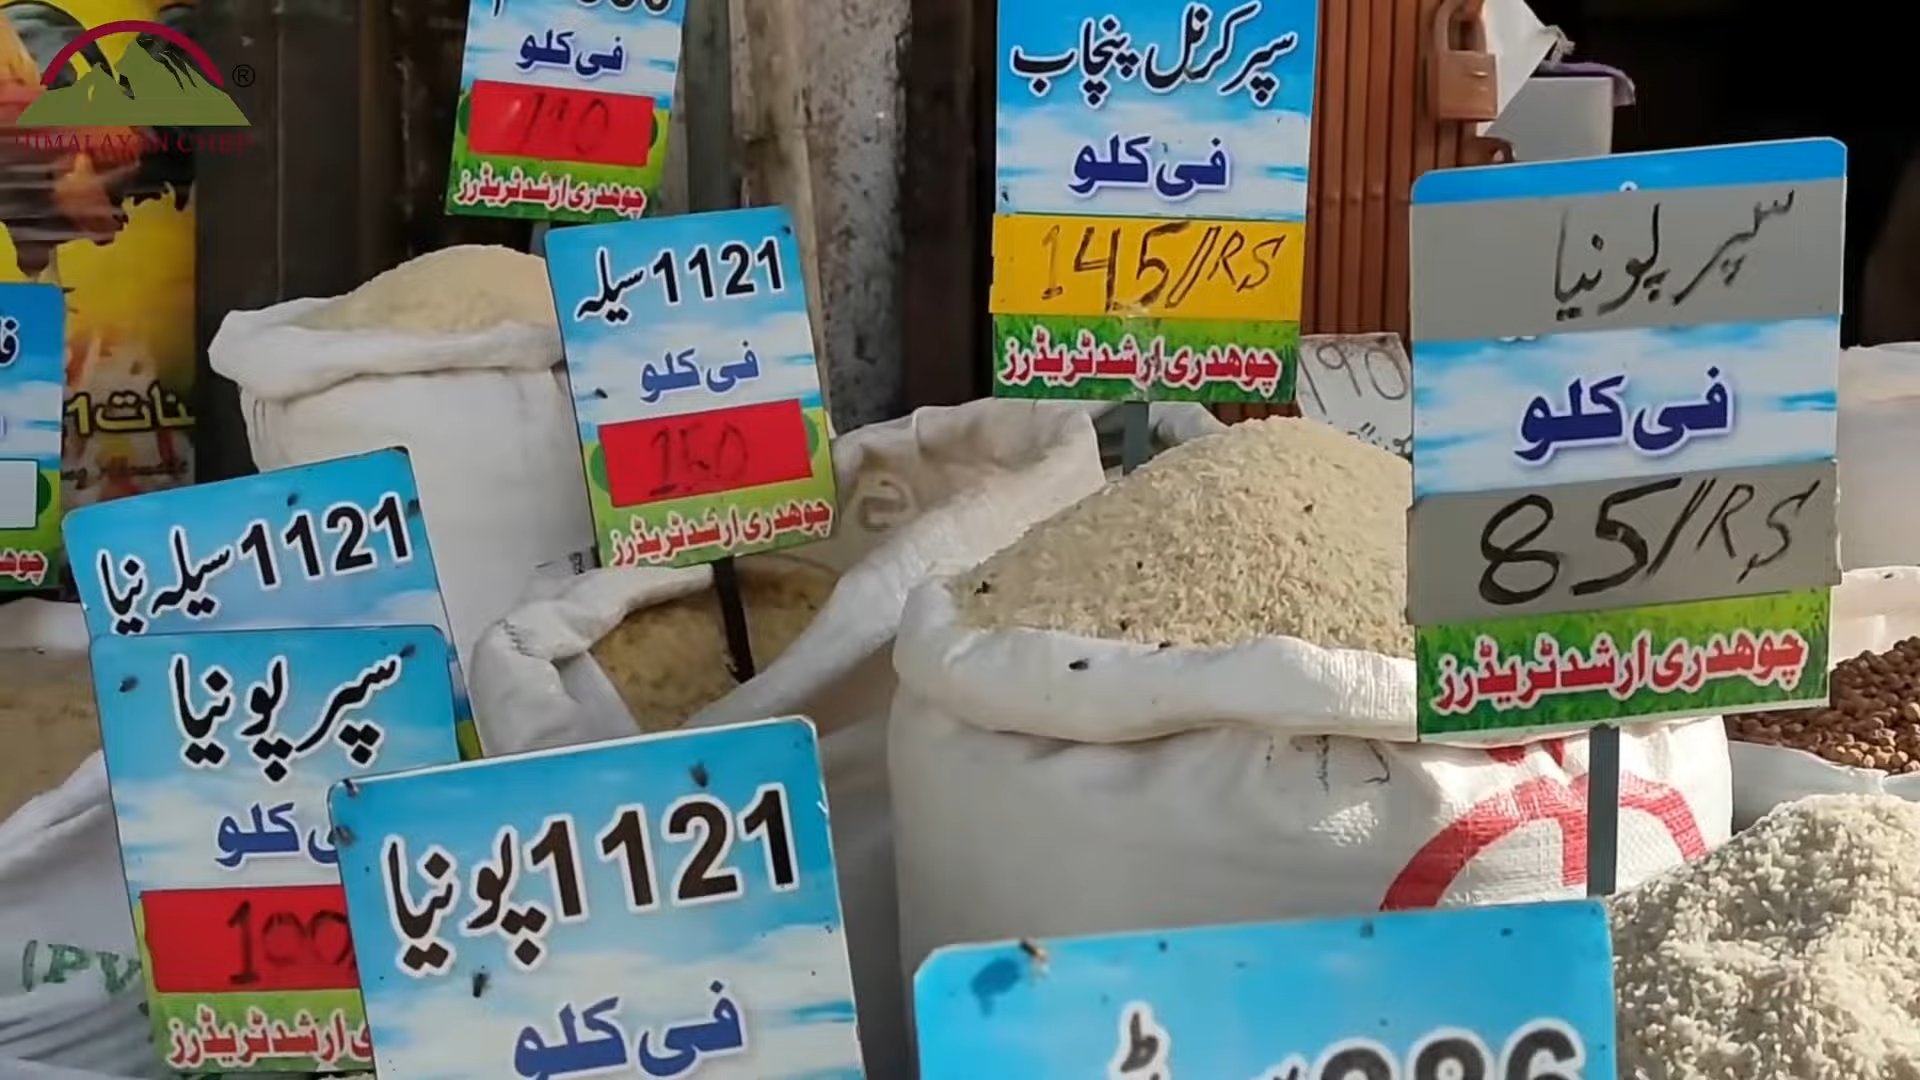 HIMALAYAN CHEF
®
فی کلو
110
چوہدری ارشد ٹریڈرز
سپر کرنل پنجاب
فی کلو
145//RS
چوہدری ارشد ٹریڈرز
190
سپر پونیا
فی کلو
85/RS
چوہدری ارشد ٹریڈرز
1121 سیلہ
فی کلو
150
چوہدری ارشد ٹریڈرز
1121 سیلہ نیا
سپر پونیا
کلو
100
ارشد ٹریڈرز
1121 پونیا
فی کلو
(PV